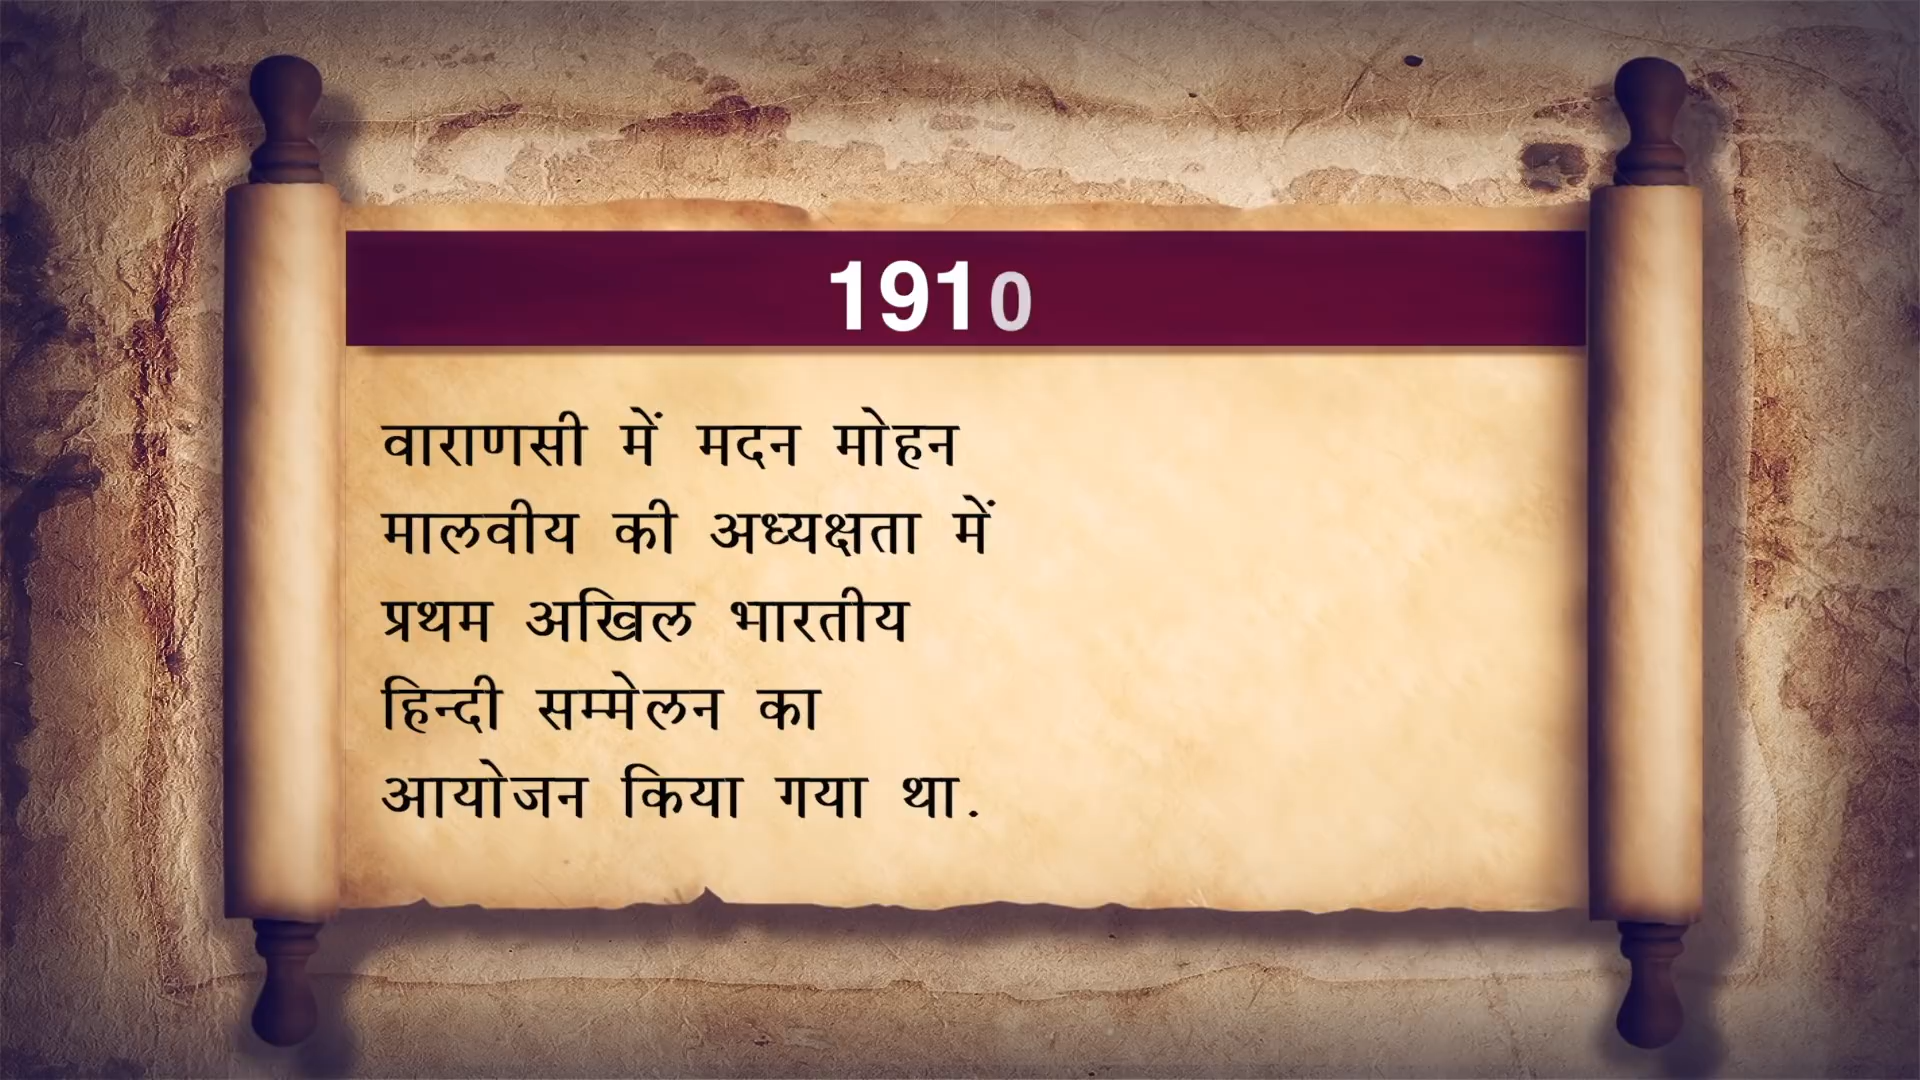 1910
वाराणसी में मदन मोहन
मालवीय की अध्यक्षता में
प्रथम अखिल भारतीय
हिन्दी सम्मेलन का
आयोजन किया गया था.